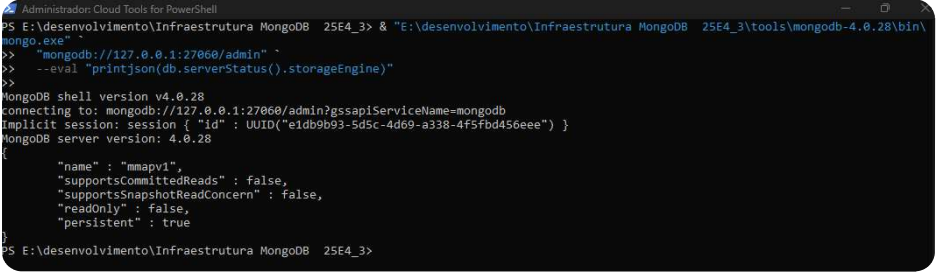 Administrador: Cloud Tools for PowerShell
PS E:\desenvolvimento\Infraestrutura MongoDB  25E4_3> & "E:\desenvolvimento\Infraestrutura MongoDB  25E4_3\tools\mongodb-4.0.28\bin\
mongo.exe" `
>>   "mongodb://127.0.0.1:27060/admin" `
>>   --eval "printjson(db.serverStatus().storageEngine)"
>>
MongoDB shell version v4.0.28
connecting to: mongodb://127.0.0.1:27060/admin?gssapiServiceName=mongodb
Implicit session: session { "id" : UUID("e1db9b93-5d5c-4d69-a338-4f5fbd456eee") }
MongoDB server version: 4.0.28
{
        "name" : "mmapv1",
        "supportsCommittedReads" : false,
        "supportsSnapshotReadConcern" : false,
        "readOnly" : false,
        "persistent" : true
}
PS E:\desenvolvimento\Infraestrutura MongoDB  25E4_3>